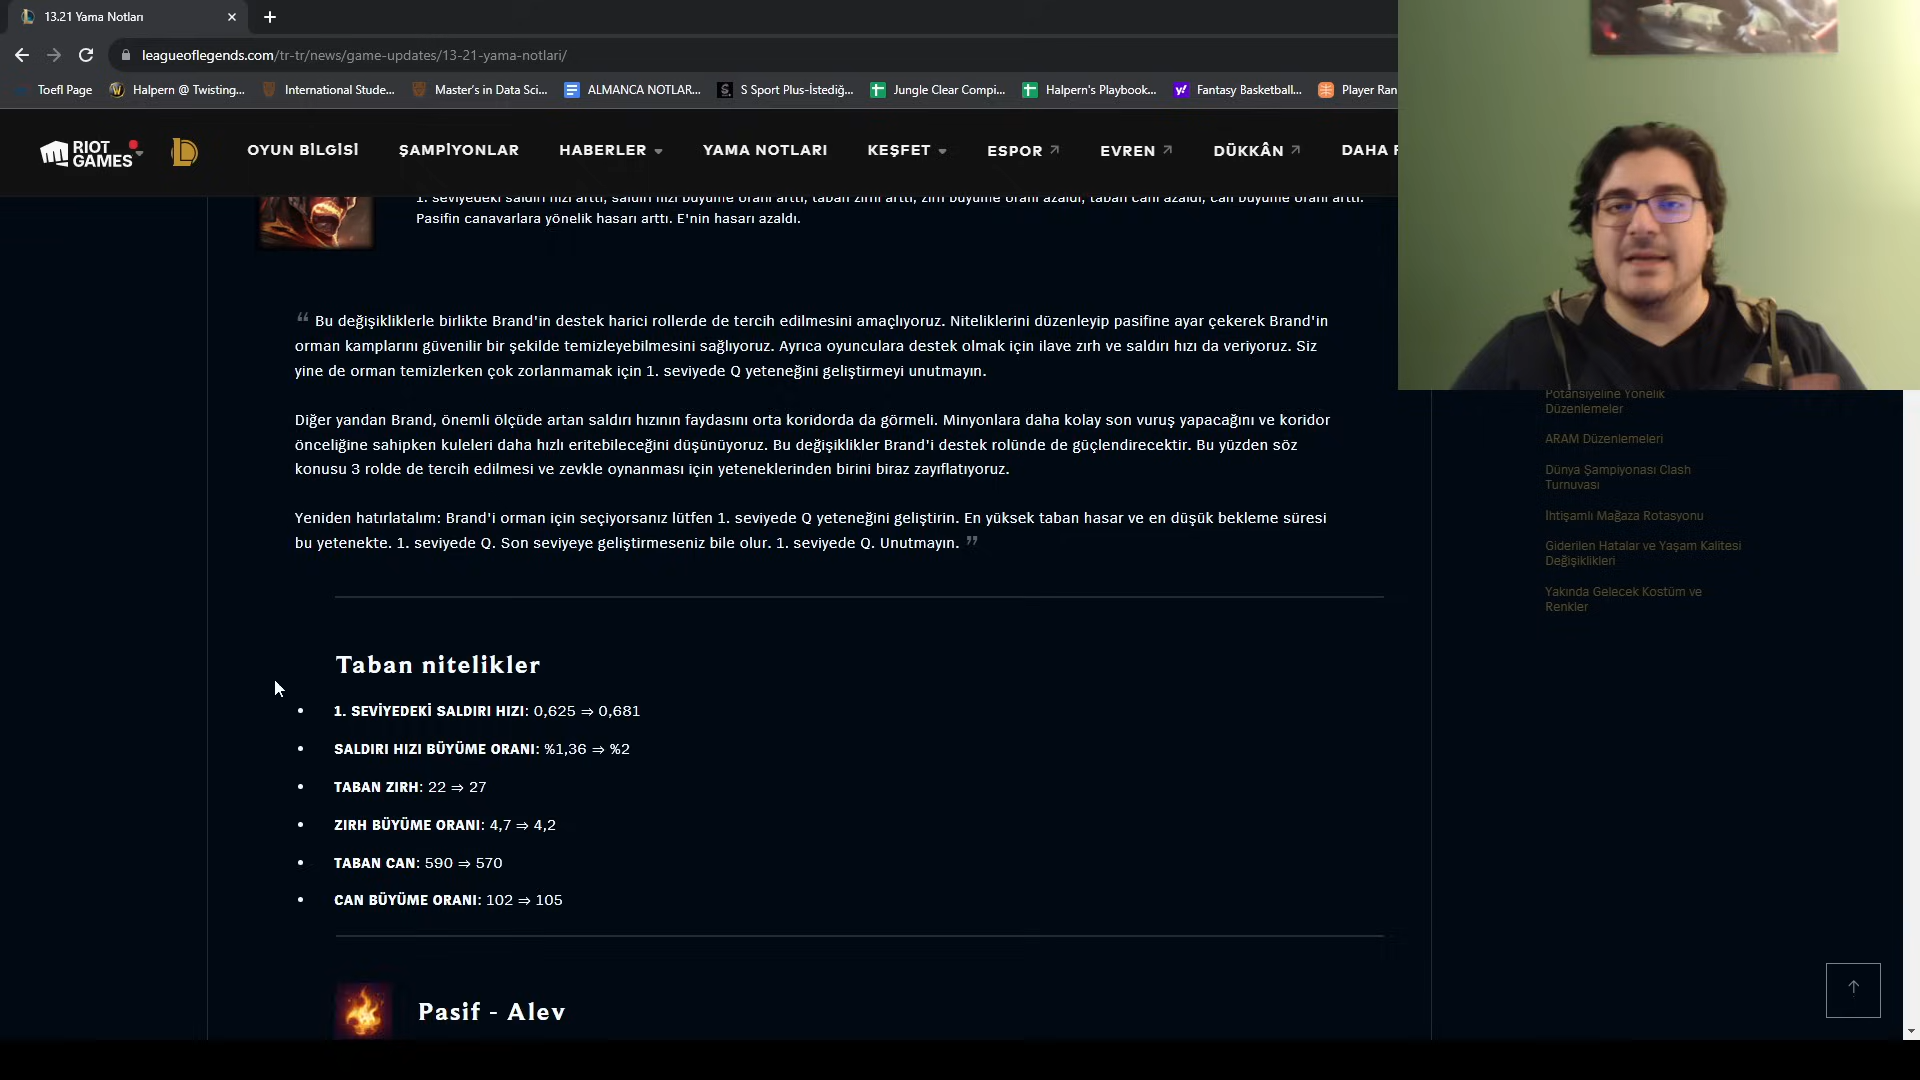 13.21 Yama Notları
leagueoflegends.com/tr-tr/news/game-updates/13-21-yama-notlari/
Toefl Page
Halpern @ Twisting...
International Stude...
Master's in Data Sci...
ALMANCA NOTLAR...
S Sport Plus-İstediğ...
Jungle Clear Compi...
Halpern's Playbook...
Fantasy Basketball...
Player Ran
RIOT
GAMES
OYUN BİLGİSİ
ŞAMPİYONLAR
HABERLER
YAMA NOTLARI
KEŞFET
ESPOR
EVREN
DÜKKÂN
DAHA F
1. seviyedeki saldırı hızı arttı, saldırı hızı büyüme oranı arttı, taban zırhı arttı, zırh büyüme oranı azaldı, taban canı azaldı, can büyüme oranı arttı.
Pasifin canavarlara yönelik hasarı arttı. E'nin hasarı azaldı.
“ Bu değişikliklerle birlikte Brand'in destek harici rollerde de tercih edilmesini amaçlıyoruz. Niteliklerini düzenleyip pasifine ayar çekerek Brand'in
orman kamplarını güvenilir bir şekilde temizleyebilmesini sağlıyoruz. Ayrıca oyunculara destek olmak için ilave zırh ve saldırı hızı da veriyoruz. Siz
yine de orman temizlerken çok zorlanmamak için 1. seviyede Q yeteneğini geliştirmeyi unutmayın.
Diğer yandan Brand, önemli ölçüde artan saldırı hızının faydasını orta koridorda da görmeli. Minyonlara daha kolay son vuruş yapacağını ve koridor
önceliğine sahipken kuleleri daha hızlı eritebileceğini düşünüyoruz. Bu değişiklikler Brand'i destek rolünde de güçlendirecektir. Bu yüzden söz
konusu 3 rolde de tercih edilmesi ve zevkle oynanması için yeteneklerinden birini biraz zayıflatıyoruz.
Yeniden hatırlatalım: Brand'i orman için seçiyorsanız lütfen 1. seviyede Q yeteneğini geliştirin. En yüksek taban hasar ve en düşük bekleme süresi
bu yetenekte. 1. seviyede Q. Son seviyeye geliştirmeseniz bile olur. 1. seviyede Q. Unutmayın. ”
Taban nitelikler
• 1. SEVİYEDEKİ SALDIRI HIZI: 0,625 ⇒ 0,681
• SALDIRI HIZI BÜYÜME ORANI: %1,36 ⇒ %2
• TABAN ZIRH: 22 ⇒ 27
• ZIRH BÜYÜME ORANI: 4,7 ⇒ 4,2
• TABAN CAN: 590 ⇒ 570
• CAN BÜYÜME ORANI: 102 ⇒ 105
Pasif - Alev
Potansiyeline Yönelik
Düzenlemeler
ARAM Düzenlemeleri
Dünya Şampiyonası Clash
Turnuvası
İhtişamlı Mağaza Rotasyonu
Giderilen Hatalar ve Yaşam Kalitesi
Değişiklikleri
Yakında Gelecek Kostüm ve
Renkler